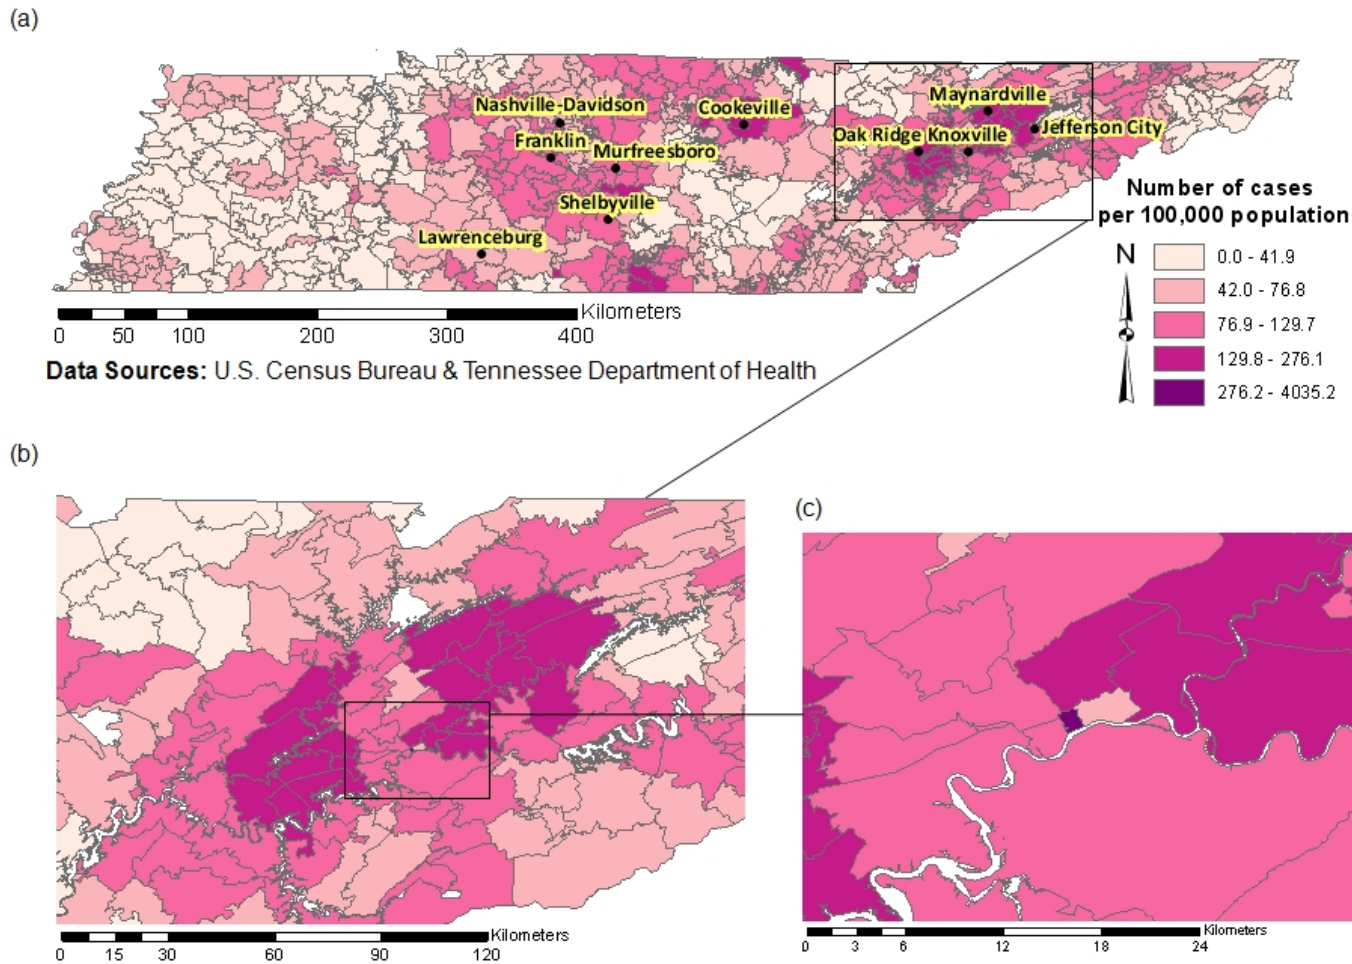 (a)
Nashville-Davidson
Cookeville
Maynardville
Franklin
Murfreesboro
Oak Ridge
Knoxville
Jefferson City
Shelbyville
Lawrenceburg
Number of cases
per 100,000 population
N
0.0 - 41.9
42.0 - 76.8
76.9 - 129.7
129.8 - 276.1
276.2 - 4035.2
Kilometers
0 50 100 200 300 400
Data Sources: U.S. Census Bureau & Tennessee Department of Health
(b)
(c)
Kilometers
0 15 30 60 90 120
Kilometers
0 3 6 12 18 24